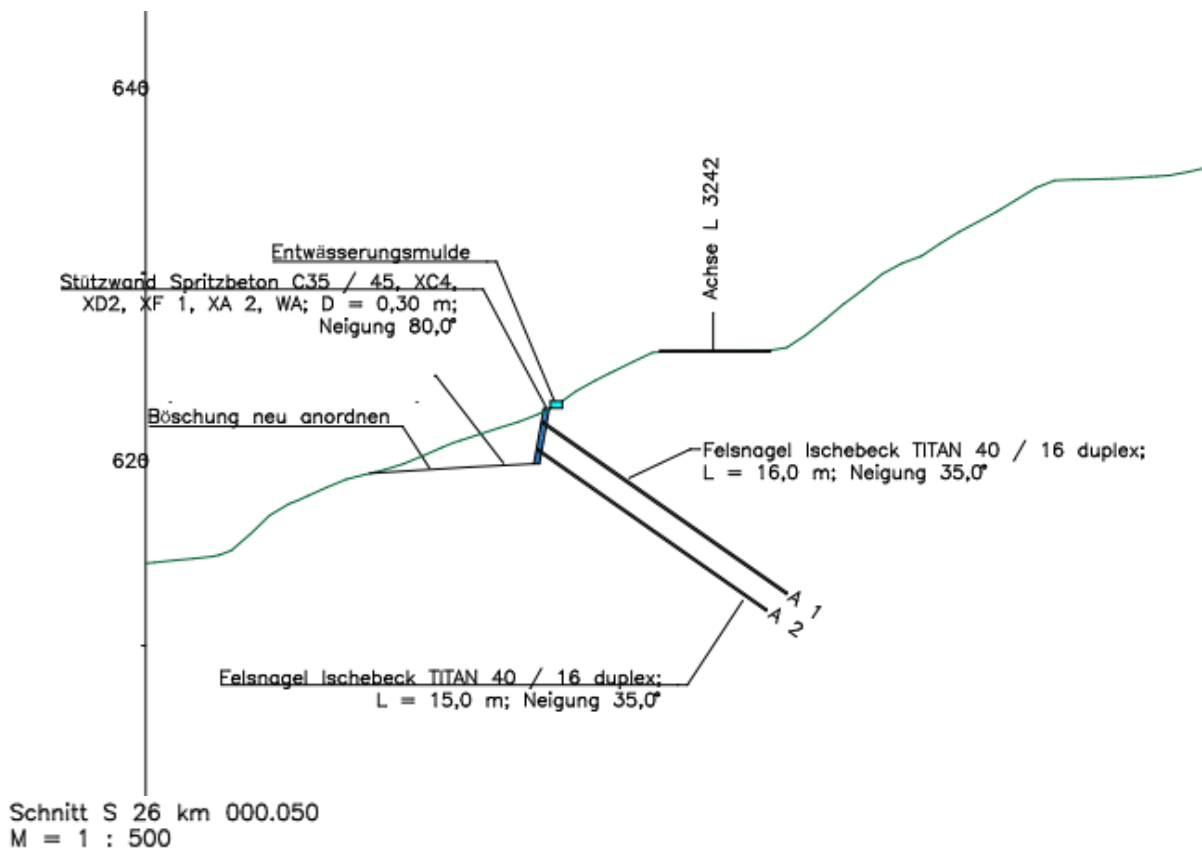 640
Achse L 3242
Entwässerungsmulde
Stützwand Spritzbeton C35 / 45, XC4,
XD2, XF 1, XA 2, WA; D = 0,30 m;
Neigung 80,0°
Böschung neu anordnen
620
Felsnagel Ischebeck TITAN 40 / 16 duplex;
L = 16,0 m; Neigung 35,0°
A 1
A 2
Felsnagel Ischebeck TITAN 40 / 16 duplex;
L = 15,0 m; Neigung 35,0°
Schnitt S 26 km 000.050
M = 1 : 500